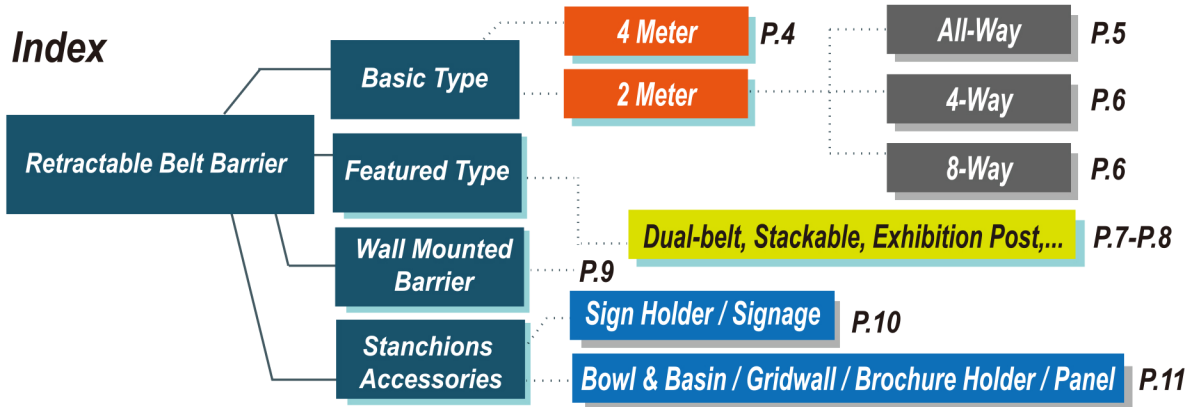 Index
Retractable Belt Barrier
Basic Type
4 Meter P.4
2 Meter
All-Way P.5
4-Way P.6
8-Way P.6
Featured Type
Dual-belt, Stackable, Exhibition Post,... P.7-P.8
Wall Mounted
Barrier
P.9
Stanchions
Accessories
Sign Holder / Signage P.10
Bowl & Basin / Gridwall / Brochure Holder / Panel P.11